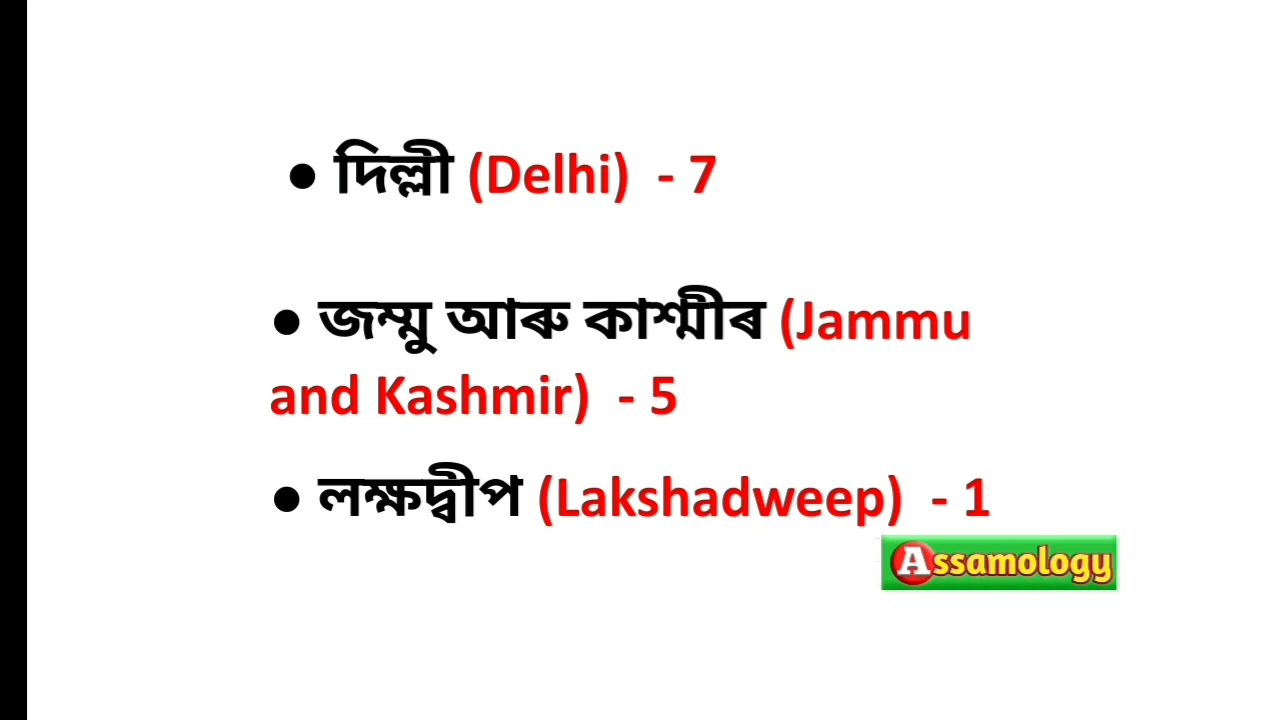 ● দিল্লী (Delhi) - 7
● জম্মু আৰু কাশ্মীৰ (Jammu
and Kashmir) - 5
● লক্ষদ্বীপ (Lakshadweep) - 1
Assamology